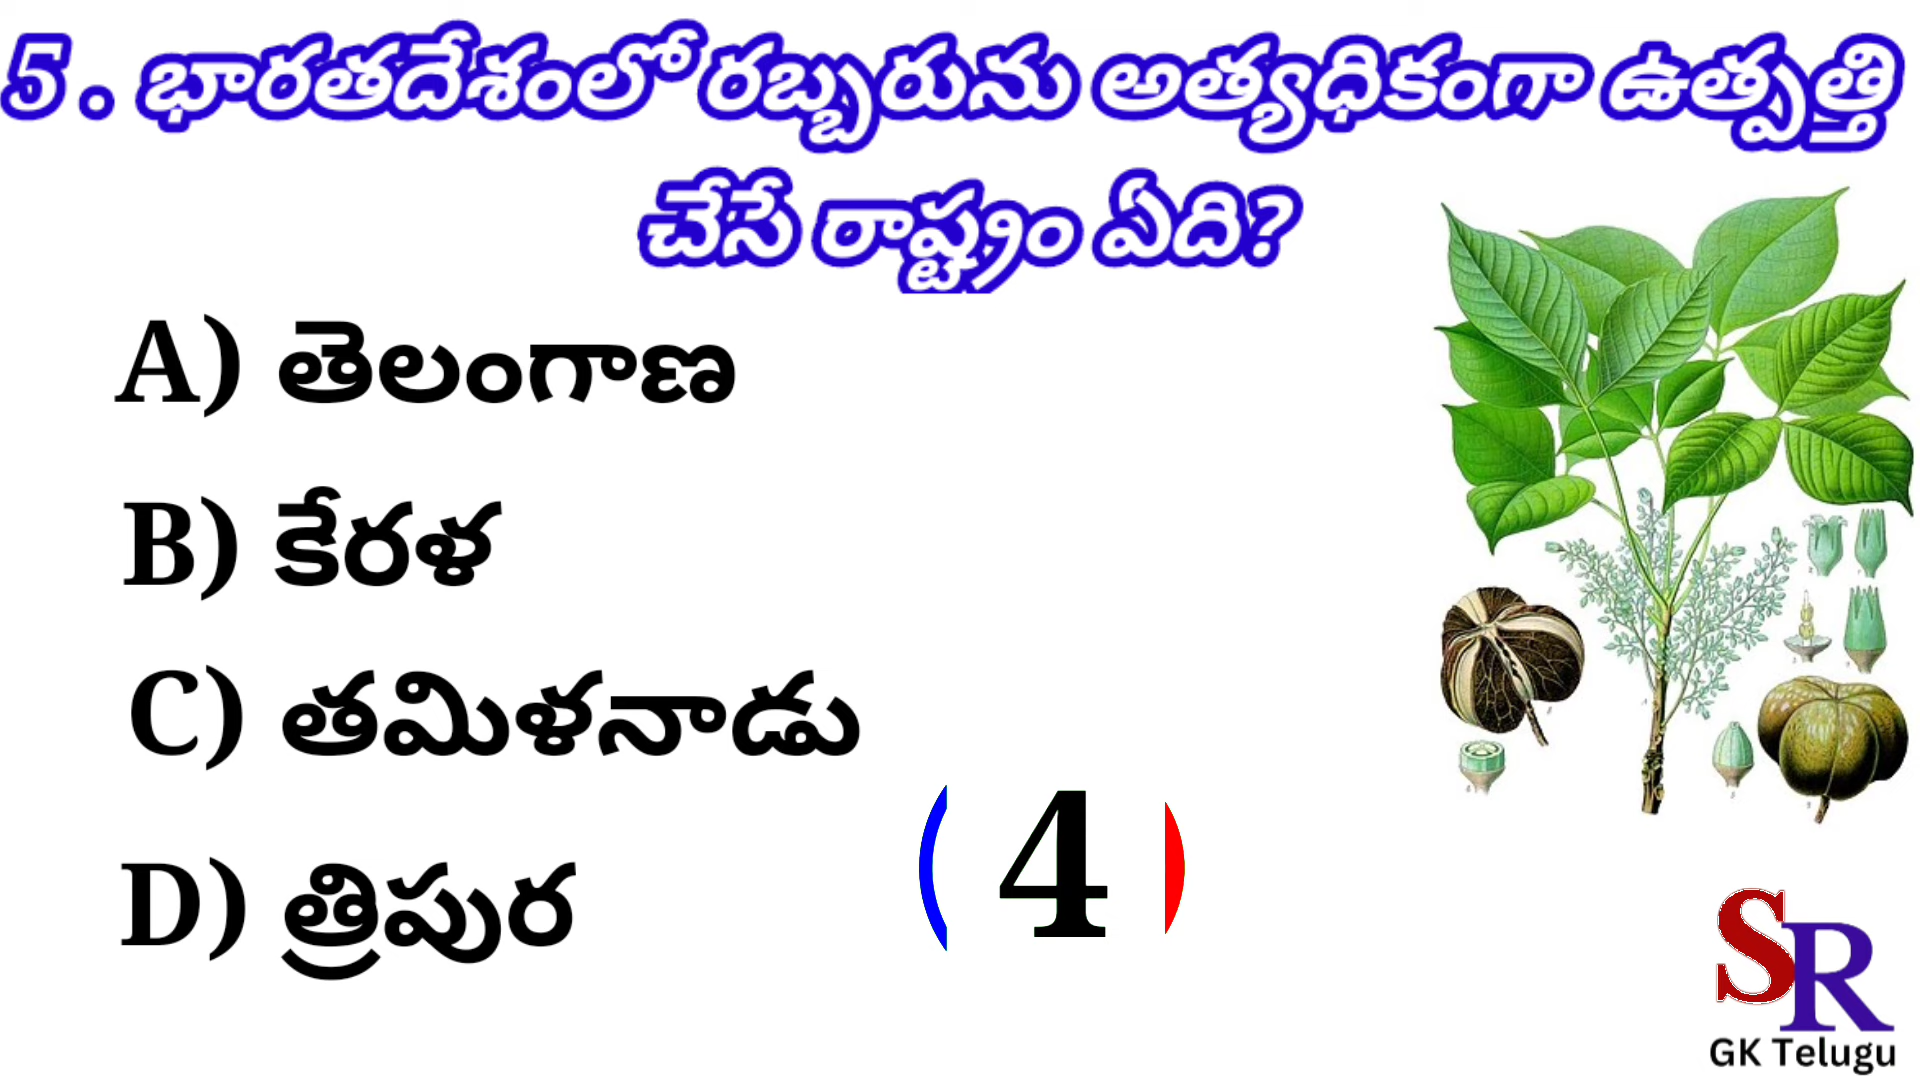 5 . భారతదేశంలో రబ్బరును అత్యధికంగా ఉత్పత్తి
చేసే రాష్ట్రం ఏది?
A) తెలంగాణ
B) కేరళ
C) తమిళనాడు
D) త్రిపుర
( 4 )
SR
GK Telugu